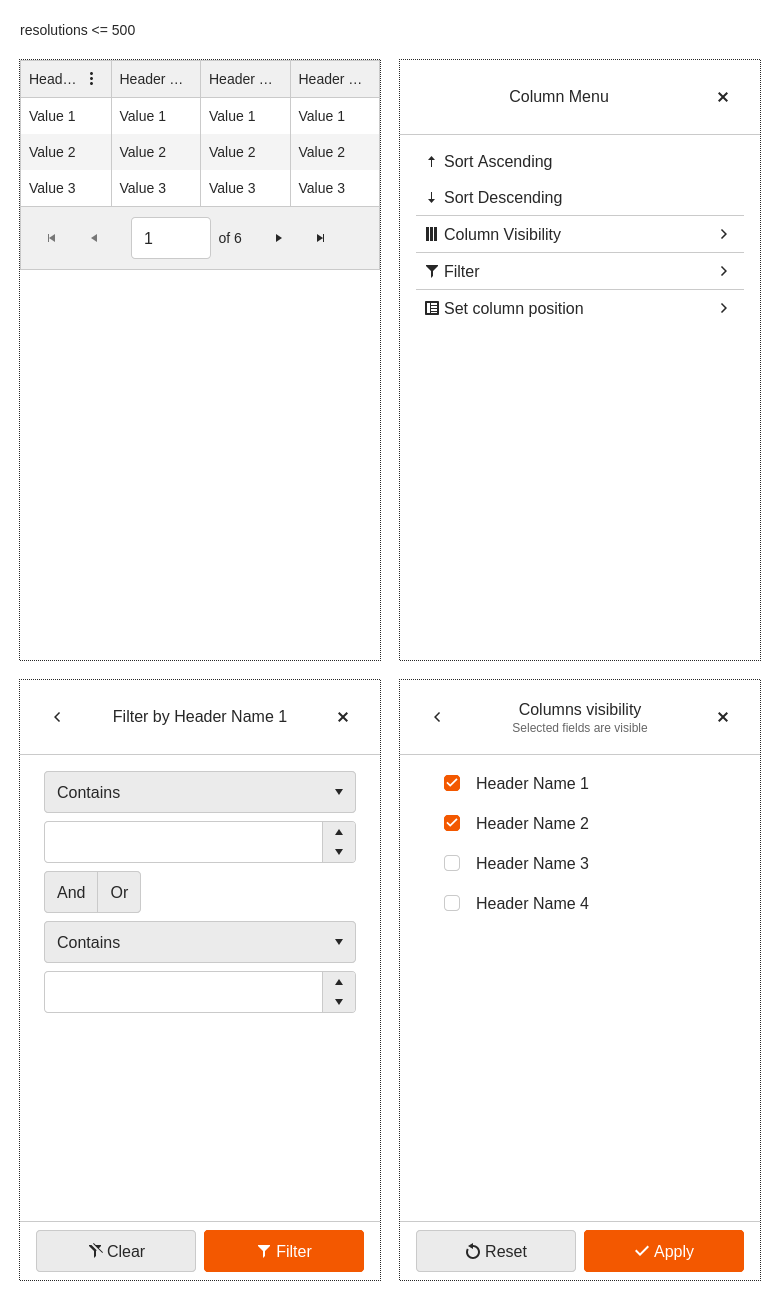 resolutions <= 500
Head… Header … Header … Header …
Value 1 Value 1 Value 1 Value 1
Value 2 Value 2 Value 2 Value 2
Value 3 Value 3 Value 3 Value 3
1 of 6
Column Menu
Sort Ascending
Sort Descending
Column Visibility
Filter
Set column position
Filter by Header Name 1
Contains
And Or
Contains
Clear Filter
Columns visibility
Selected fields are visible
Header Name 1
Header Name 2
Header Name 3
Header Name 4
Reset Apply